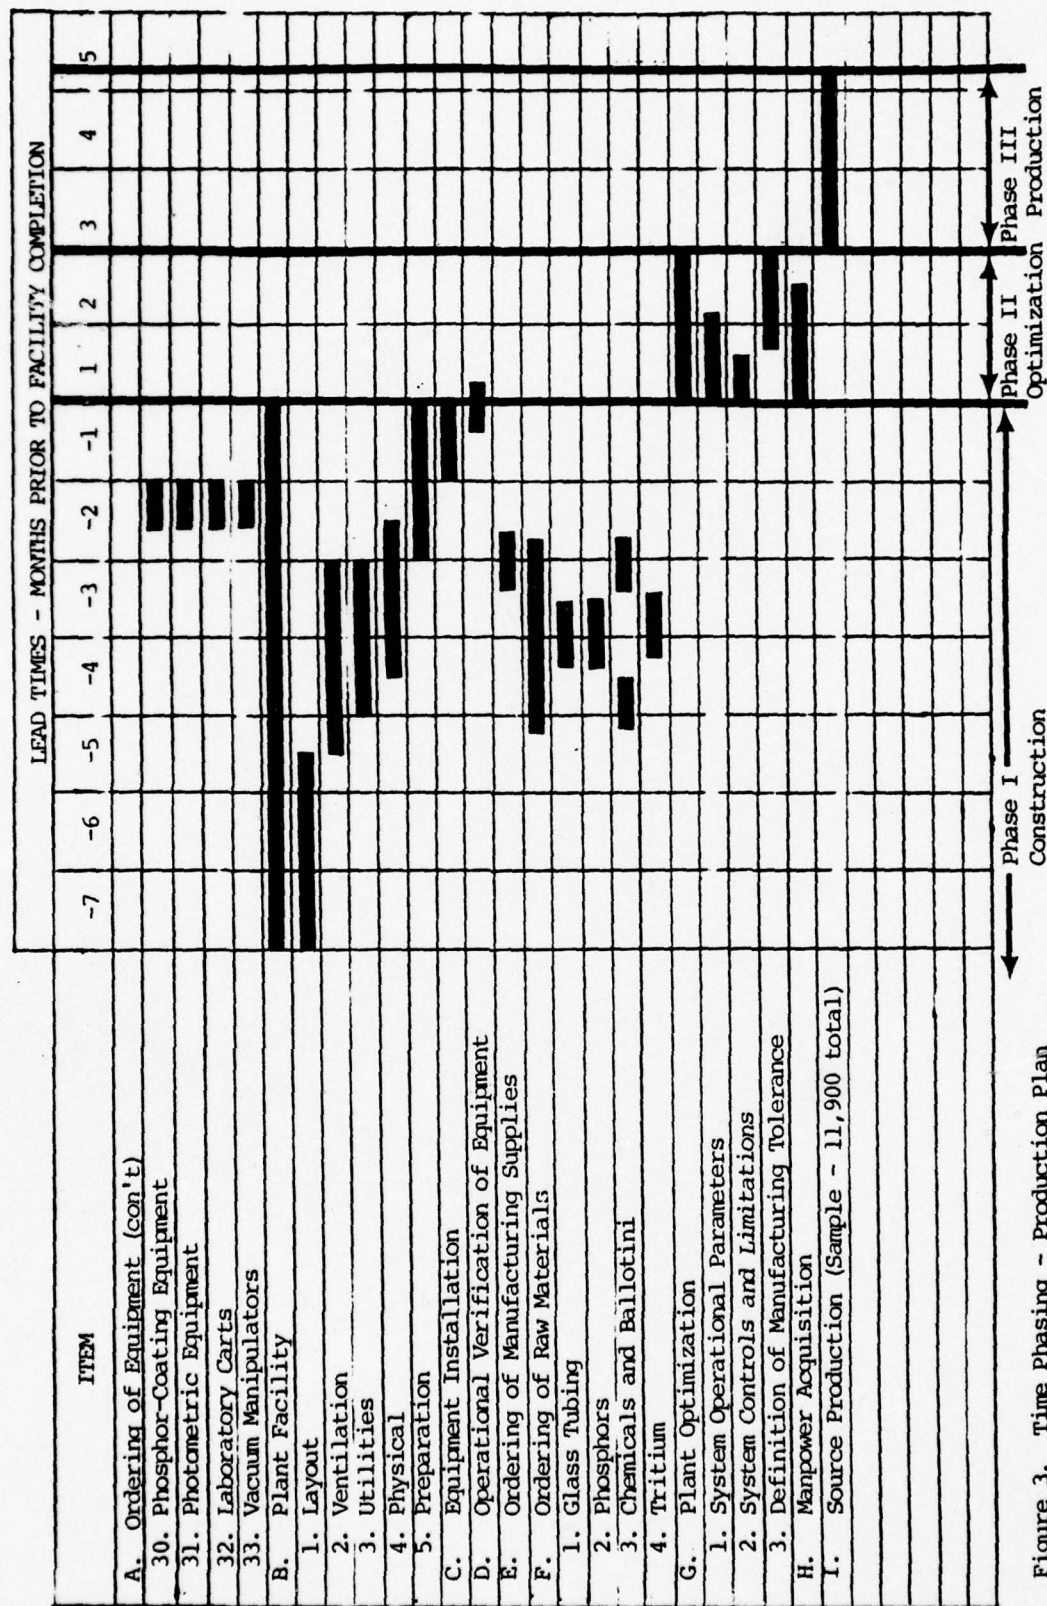 LEAD TIMES - MONTHS PRIOR TO FACILITY COMPLETION
ITEM -7 -6 -5 -4 -3 -2 -1 1 2 3 4 5
A. Ordering of Equipment (con't)
30. Phosphor-Coating Equipment
31. Photometric Equipment
32. Laboratory Carts
33. Vacuum Manipulators
B. Plant Facility
1. Layout
2. Ventilation
3. Utilities
4. Physical
5. Preparation
C. Equipment Installation
D. Operational Verification of Equipment
E. Ordering of Manufacturing Supplies
F. Ordering of Raw Materials
1. Glass Tubing
2. Phosphors
3. Chemicals and Ballotini
4. Tritium
G. Plant Optimization
1. System Operational Parameters
2. System Controls and Limitations
3. Definition of Manufacturing Tolerance
H. Manpower Acquisition
I. Source Production (Sample - 11,900 total)
Phase I Phase II Phase III
Construction Optimization Production
Figure 3. Time Phasing - Production Plan